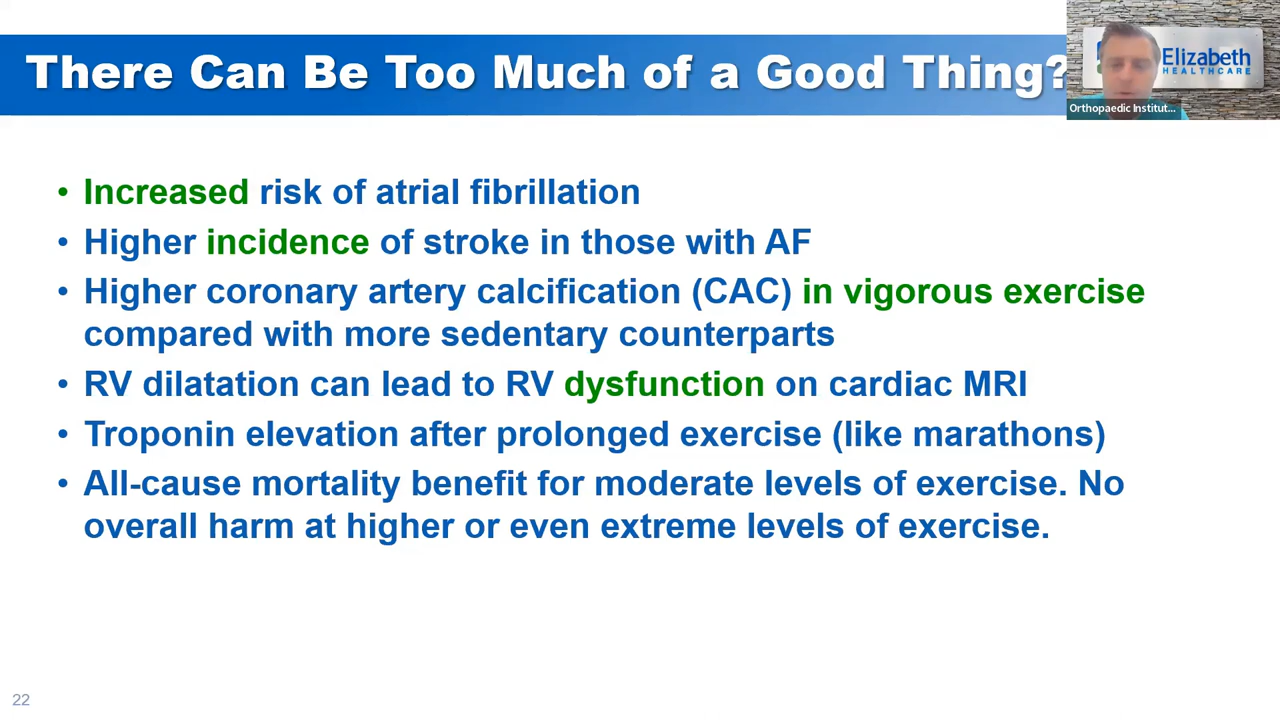 There Can Be Too Much of a Good Thing?
Elizabeth
HEALTHCARE
Orthopaedic Institut...
• Increased risk of atrial fibrillation
• Higher incidence of stroke in those with AF
• Higher coronary artery calcification (CAC) in vigorous exercise
compared with more sedentary counterparts
• RV dilatation can lead to RV dysfunction on cardiac MRI
• Troponin elevation after prolonged exercise (like marathons)
• All-cause mortality benefit for moderate levels of exercise. No
overall harm at higher or even extreme levels of exercise.
22